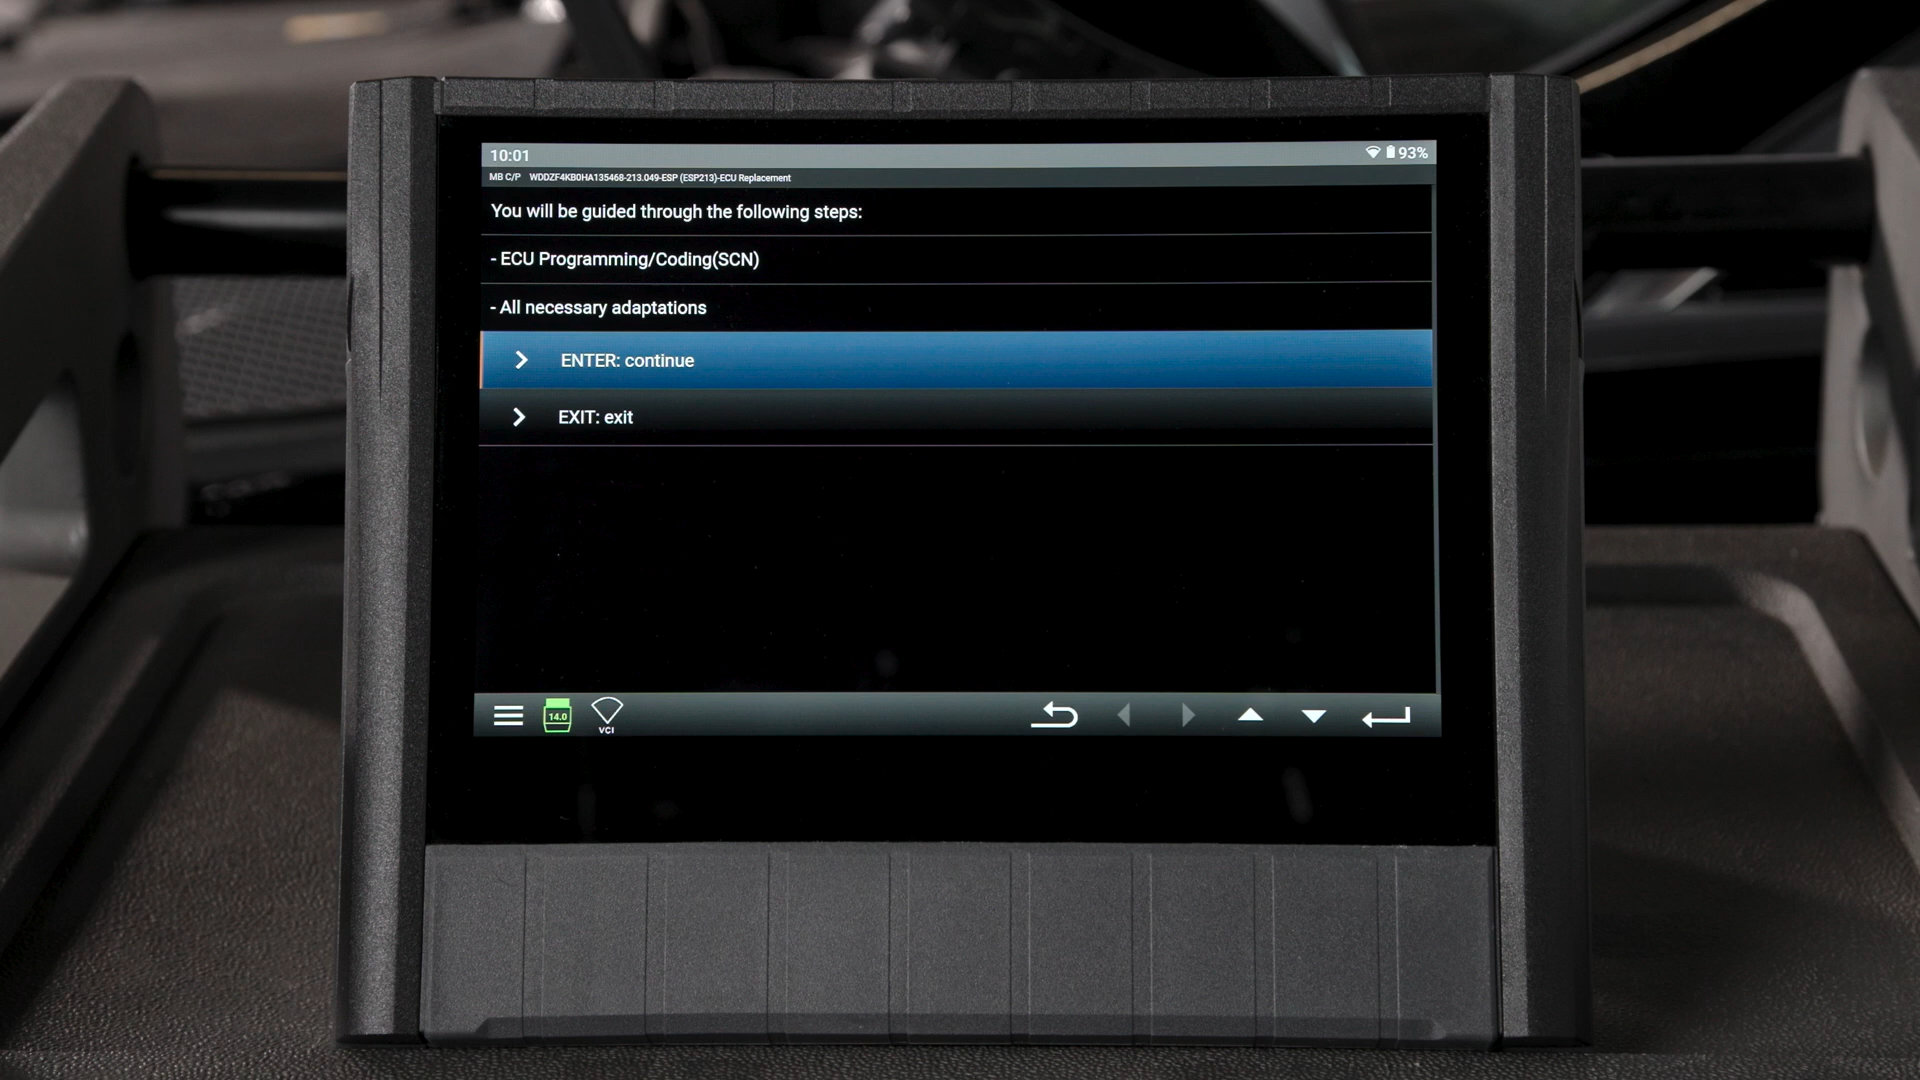 10:01 93%
MB C/P WDDZF4KB0HA135468-213.049-ESP (ESP213)-ECU Replacement
You will be guided through the following steps:
- ECU Programming/Coding(SCN)
- All necessary adaptations
ENTER: continue
EXIT: exit
14.0
VCI